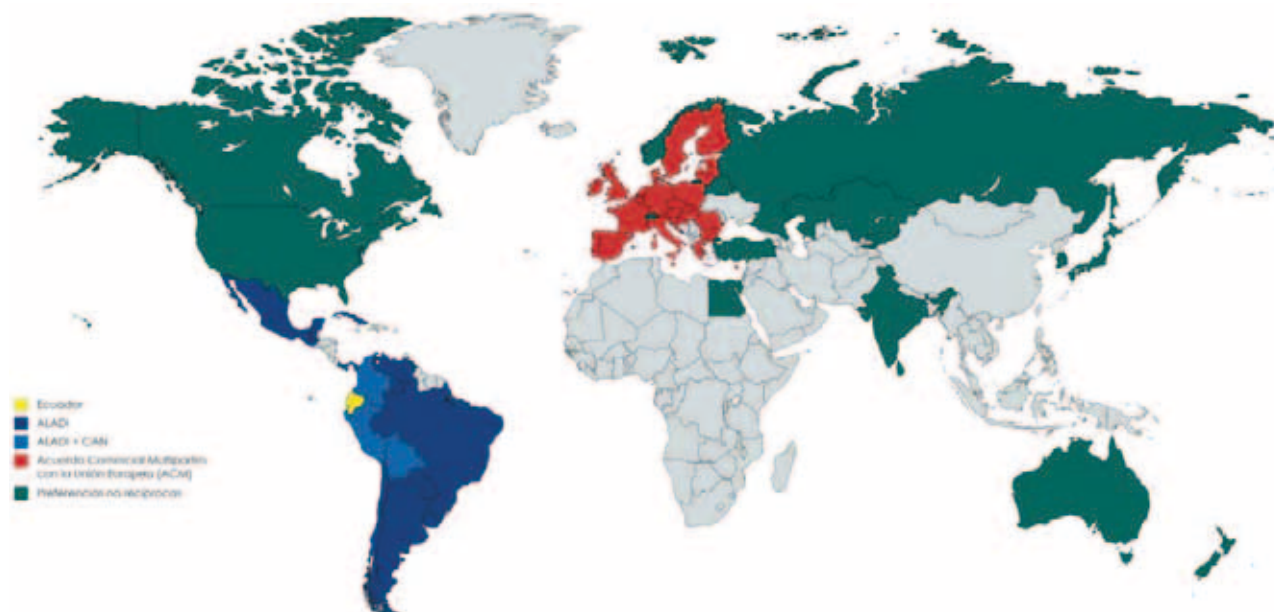 Ecuador
ALADI
ALADI + CAN
Acuerdo Comercial Multipartes
con la Unión Europea (ACM)
Preferencias no recíprocas